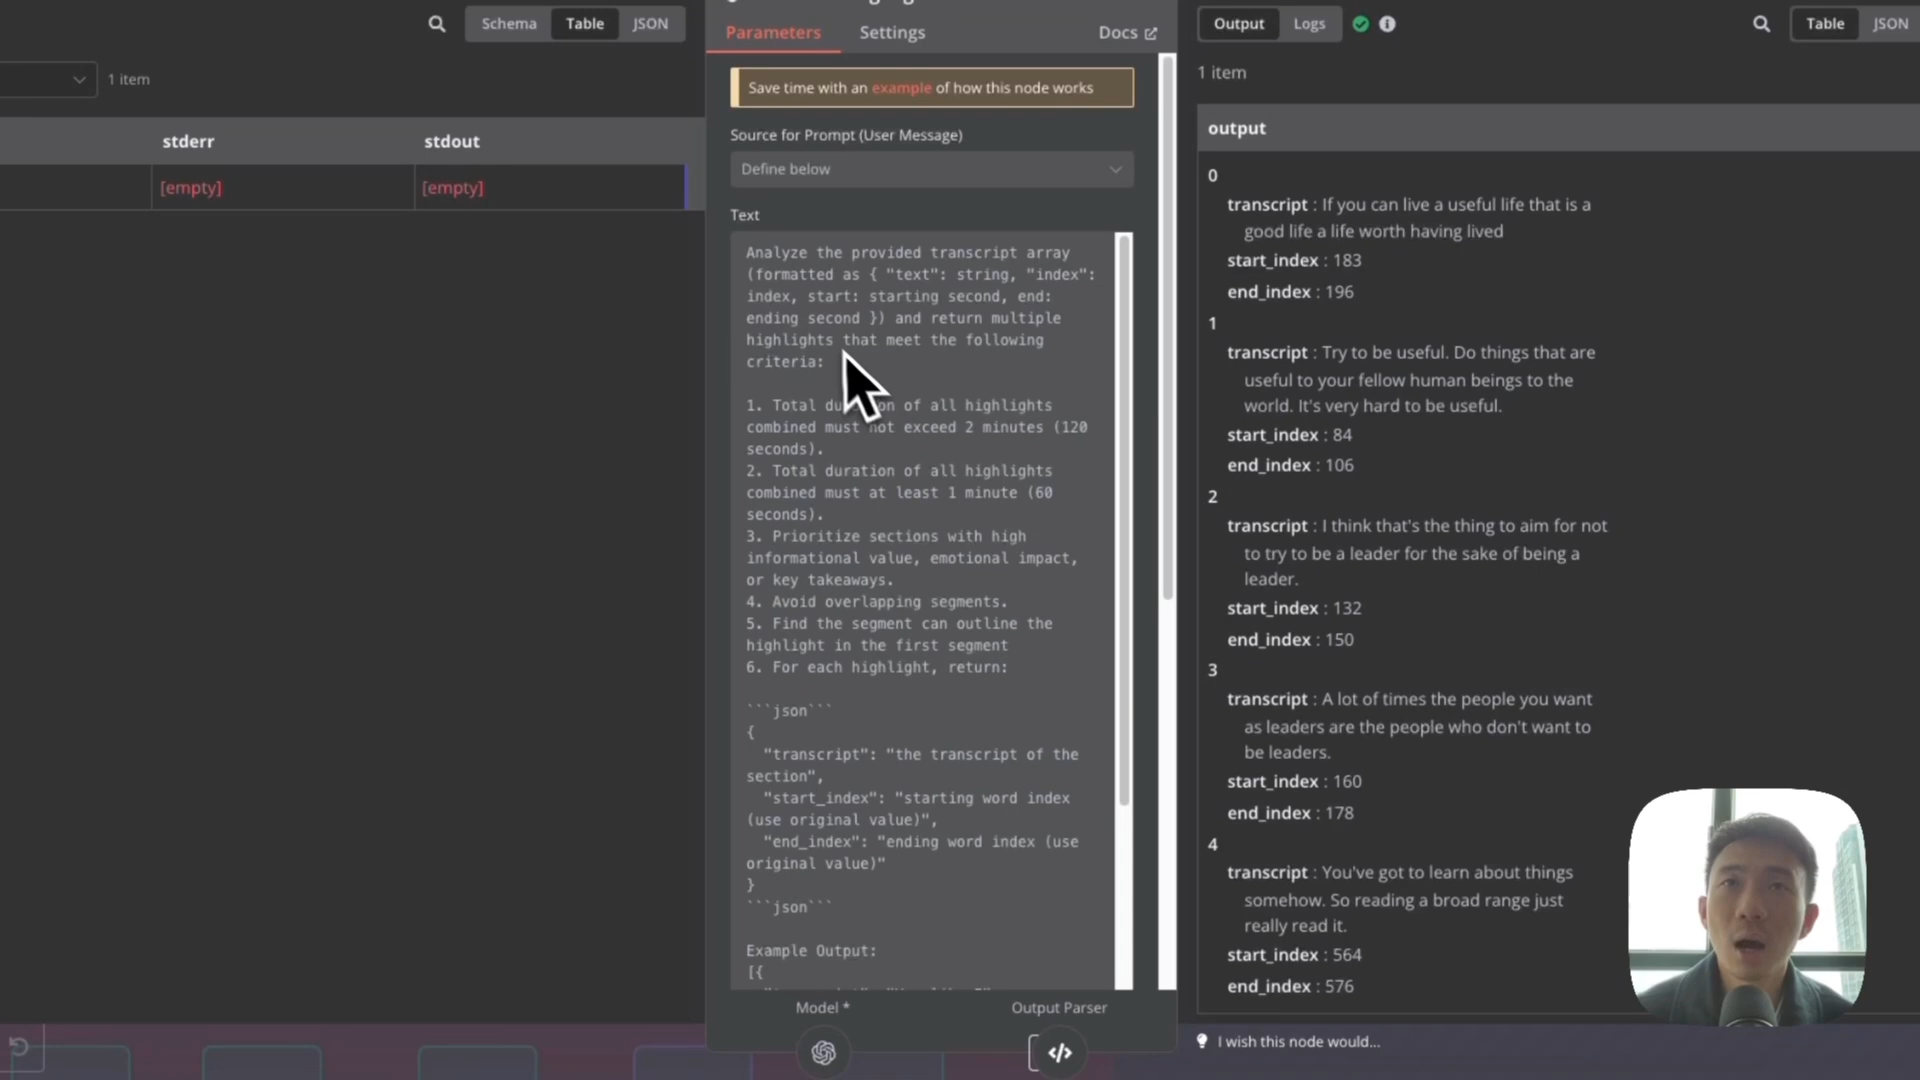 Schema
Table
JSON
1 item
stderr
stdout
[empty]
[empty]
Parameters
Settings
Docs
Save time with an example of how this node works
Source for Prompt (User Message)
Define below
Text
Analyze the provided transcript array
(formatted as { "text": string, "index":
index, start: starting second, end:
ending second }) and return multiple
highlights that meet the following
criteria:
1. Total duration of all highlights
combined must not exceed 2 minutes (120
seconds).
2. Total duration of all highlights
combined must at least 1 minute (60
seconds).
3. Prioritize sections with high
informational value, emotional impact,
or key takeaways.
4. Avoid overlapping segments.
5. Find the segment can outline the
highlight in the first segment
6. For each highlight, return:
```json```
{
"transcript": "the transcript of the
section",
"start_index": "starting word index
(use original value)",
"end_index": "ending word index (use
original value)"
}
```json```
Example Output:
[{
Model *
Output Parser
Output
Logs
Table
JSON
1 item
output
0
transcript : If you can live a useful life that is a
good life a life worth having lived
start_index : 183
end_index : 196
1
transcript : Try to be useful. Do things that are
useful to your fellow human beings to the
world. It's very hard to be useful.
start_index : 84
end_index : 106
2
transcript : I think that's the thing to aim for not
to try to be a leader for the sake of being a
leader.
start_index : 132
end_index : 150
3
transcript : A lot of times the people you want
as leaders are the people who don't want to
be leaders.
start_index : 160
end_index : 178
4
transcript : You've got to learn about things
somehow. So reading a broad range just
really read it.
start_index : 564
end_index : 576
I wish this node would...